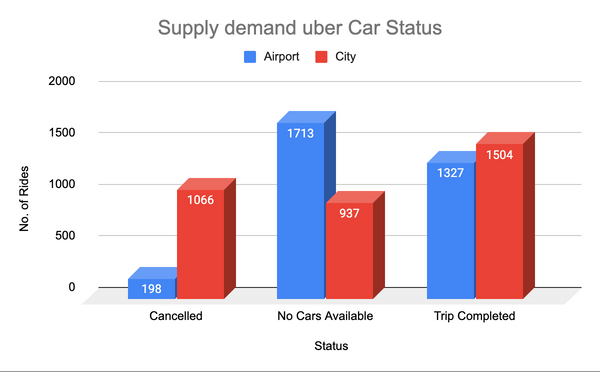 Supply demand uber Car Status
Airport City
2000
1500
1000
500
0
No. of Rides
198
1066
1713
937
1327
1504
Cancelled No Cars Available Trip Completed
Status